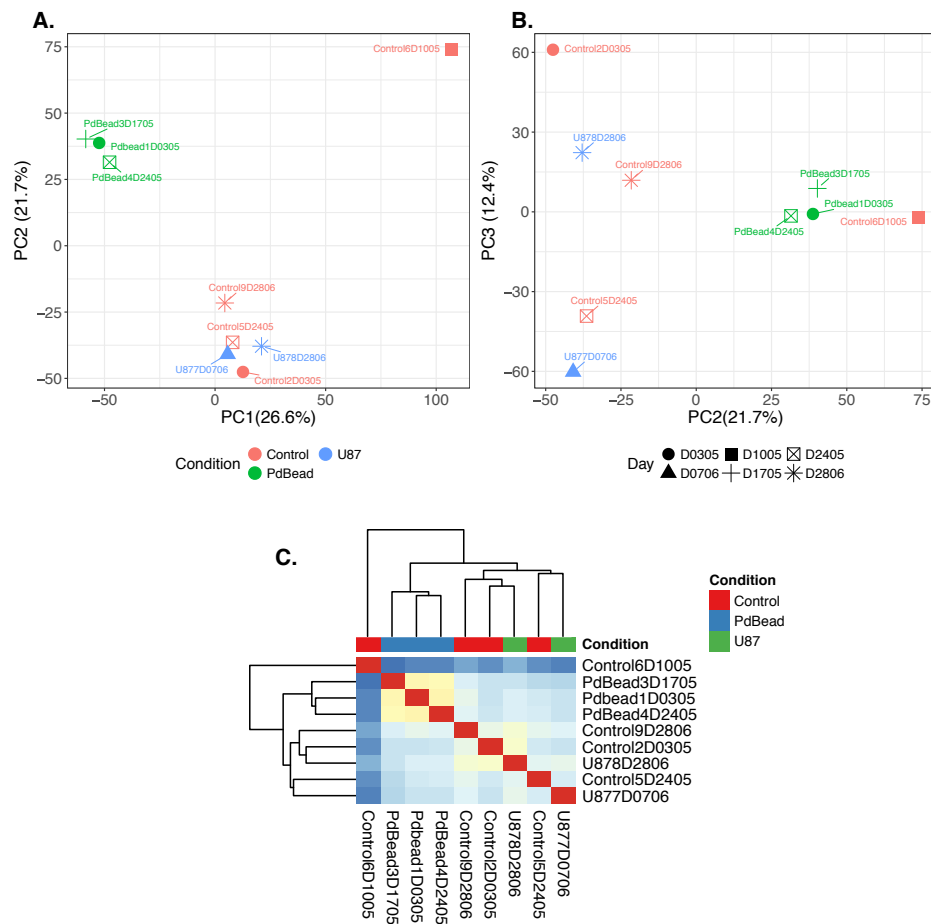 A.
B.
PC2 (21.7%)
75
50
25
0
−25
−50
Control6D1005
PdBead3D1705
Pdbead1D0305
PdBead4D2405
Control9D2806
Control5D2405
U877D0706
U878D2806
Control2D0305
−50
0
50
100
PC1(26.6%)
PC3 (12.4%)
60
30
0
−30
−60
Control2D0305
U878D2806
Control9D2806
PdBead3D1705
Pdbead1D0305
PdBead4D2405
Control6D1005
Control5D2405
U877D0706
−50
−25
0
25
50
75
PC2(21.7%)
Condition
Control
U87
PdBead
Day
D0305
D1005
D2405
D0706
D1705
D2806
C.
Condition
Control
PdBead
U87
Condition
Control6D1005
PdBead3D1705
Pdbead1D0305
PdBead4D2405
Control9D2806
Control2D0305
U878D2806
Control5D2405
U877D0706
Control6D1005
PdBead3D1705
Pdbead1D0305
PdBead4D2405
Control9D2806
Control2D0305
U878D2806
Control5D2405
U877D0706